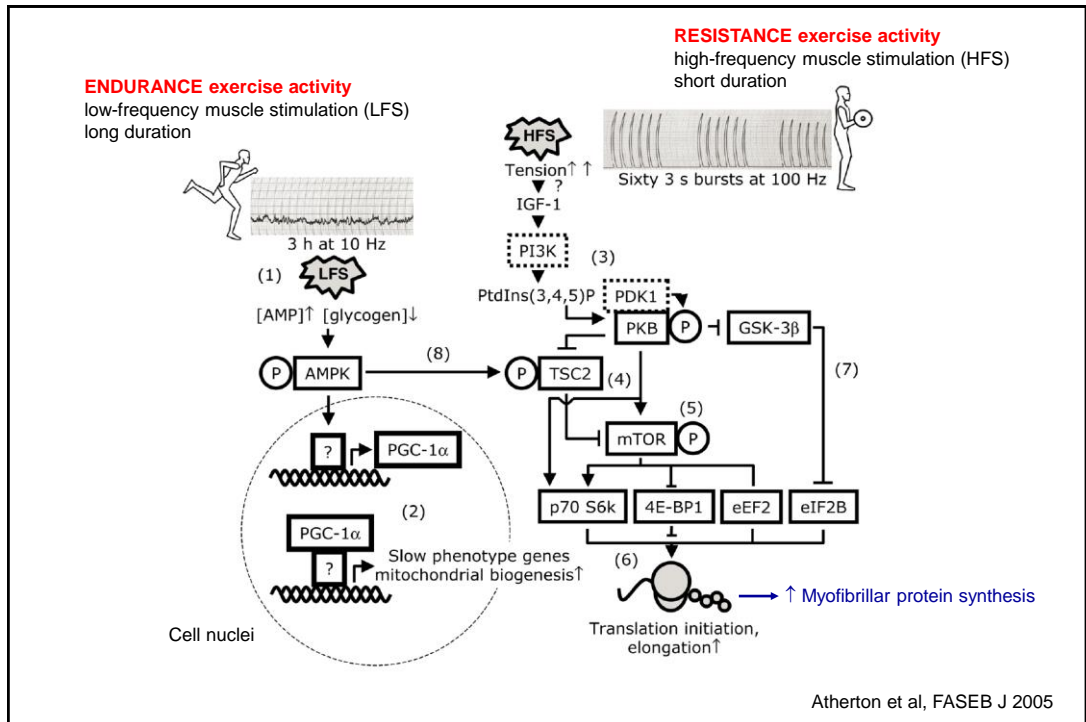 RESISTANCE exercise activity
high-frequency muscle stimulation (HFS)
short duration
ENDURANCE exercise activity
low-frequency muscle stimulation (LFS)
long duration
HFS
Tension↑ ↑
?
IGF-1
Sixty 3 s bursts at 100 Hz
3 h at 10 Hz
PI3K
(3)
(1)
LFS
PtdIns(3,4,5)P
PDK1
[AMP]↑ [glycogen]↓
PKB
P
GSK-3β
(8)
P
AMPK
P
TSC2
(4)
(7)
(5)
mTOR
P
?
PGC-1α
p70 S6k
4E-BP1
eEF2
eIF2B
(2)
PGC-1α
?
Slow phenotype genes
mitochondrial biogenesis↑
(6)
↑ Myofibrillar protein synthesis
Cell nuclei
Translation initiation,
elongation↑
Atherton et al, FASEB J 2005